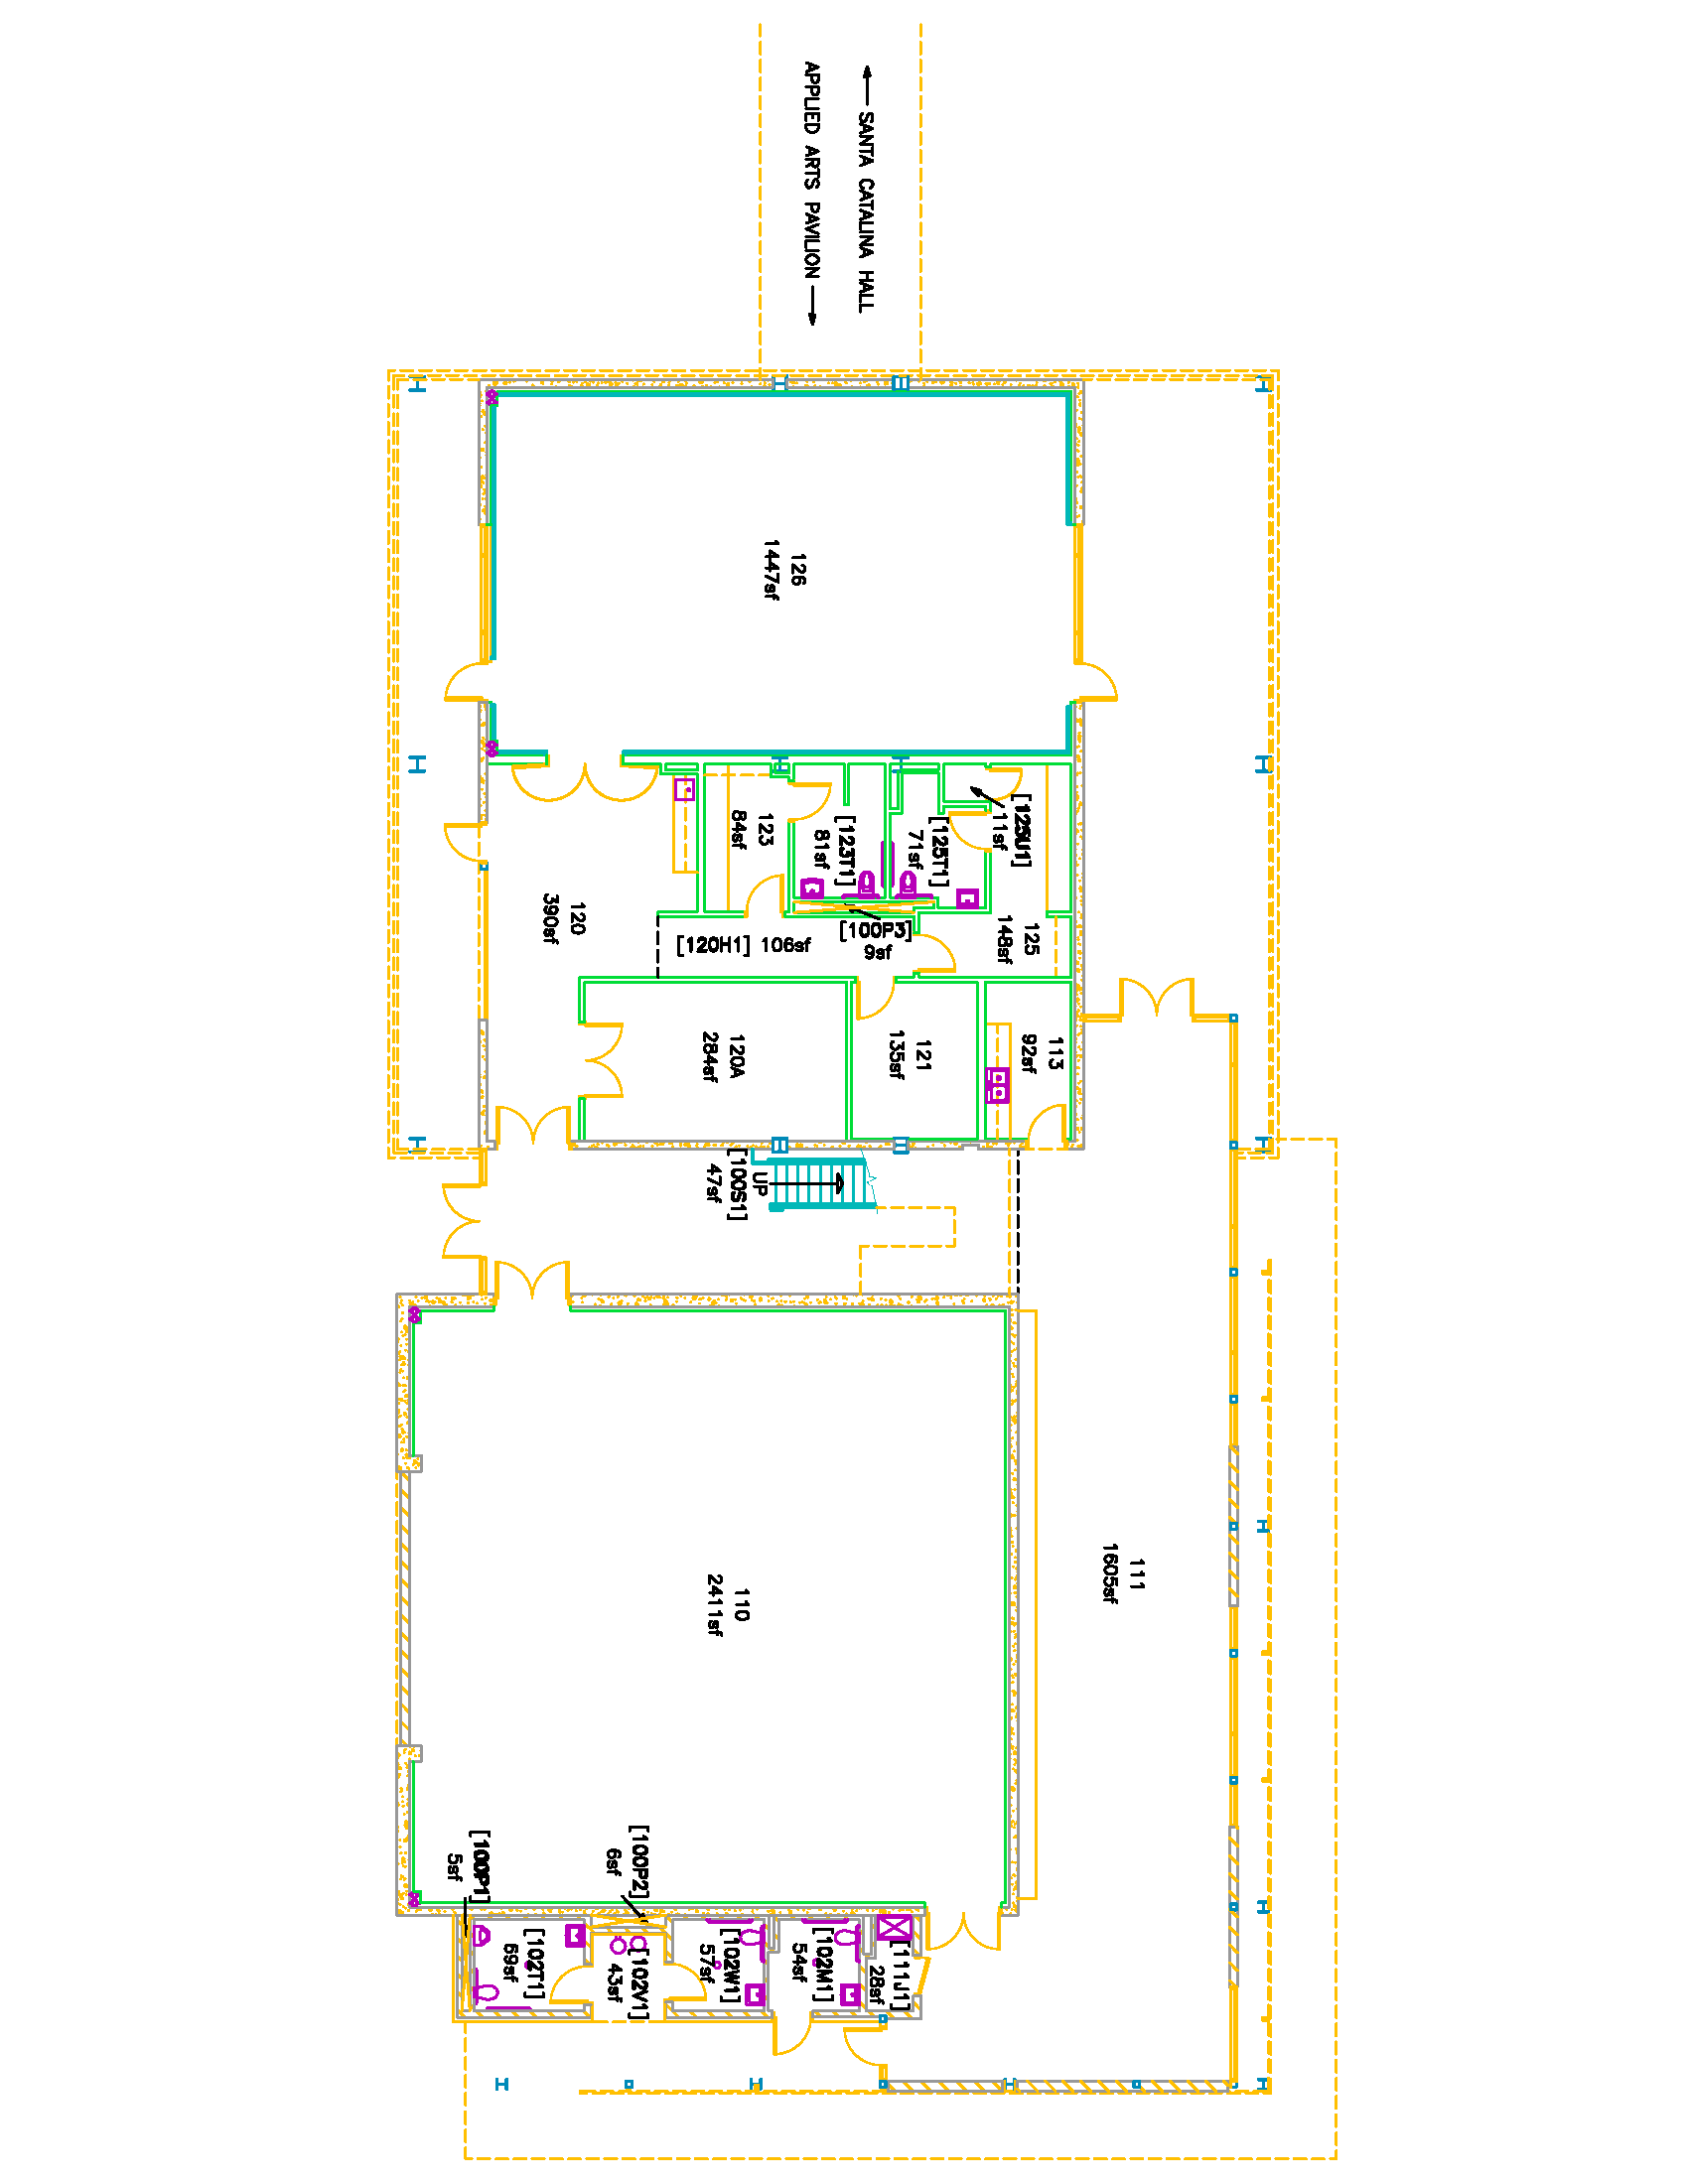 ← SANTA CATALINA HALL
APPLIED ARTS PAVILION →
126
1447sf
[125U1]
11sf
[125T1]
71sf
[123T1]
81sf
123
84sf
125
148sf
[100P3]
9sf
[120H1] 106sf
120
390sf
113
92sf
121
135sf
120A
284sf
UP
[100S1]
47sf
111
1605sf
110
2411sf
[100P2]
6sf
[100P1]
5sf
[111J1]
28sf
[102M1]
54sf
[102W1]
57sf
[102V1]
43sf
[102T1]
69sf